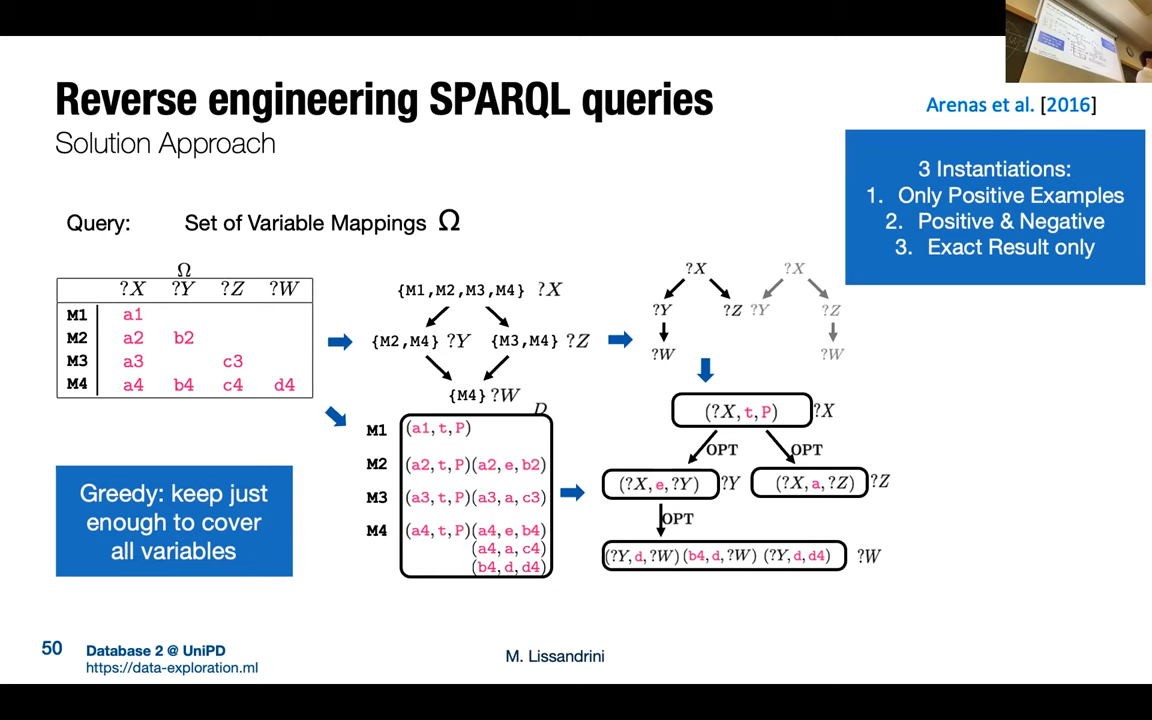 Reverse engineering SPARQL queries
Solution Approach
Arenas et al. [2016]
3 Instantiations:
1. Only Positive Examples
2. Positive & Negative
3. Exact Result only
Query: Set of Variable Mappings Ω
Ω
?X ?Y ?Z ?W
M1 a1
M2 a2 b2
M3 a3 c3
M4 a4 b4 c4 d4
{M1,M2,M3,M4} ?X
{M2,M4} ?Y {M3,M4} ?Z
{M4} ?W
?X ?X
?Y ?Z ?Y ?Z
?W ?W
D
M1 (a1,t,P)
M2 (a2,t,P)(a2,e,b2)
M3 (a3,t,P)(a3,a,c3)
M4 (a4,t,P)(a4,e,b4)
(a4,a,c4)
(b4,d,d4)
(?X,t,P) ?X
OPT OPT
(?X,e,?Y) ?Y (?X,a,?Z) ?Z
OPT
(?Y,d,?W)(b4,d,?W) (?Y,d,d4) ?W
Greedy: keep just
enough to cover
all variables
50 Database 2 @ UniPD
https://data-exploration.ml
M. Lissandrini